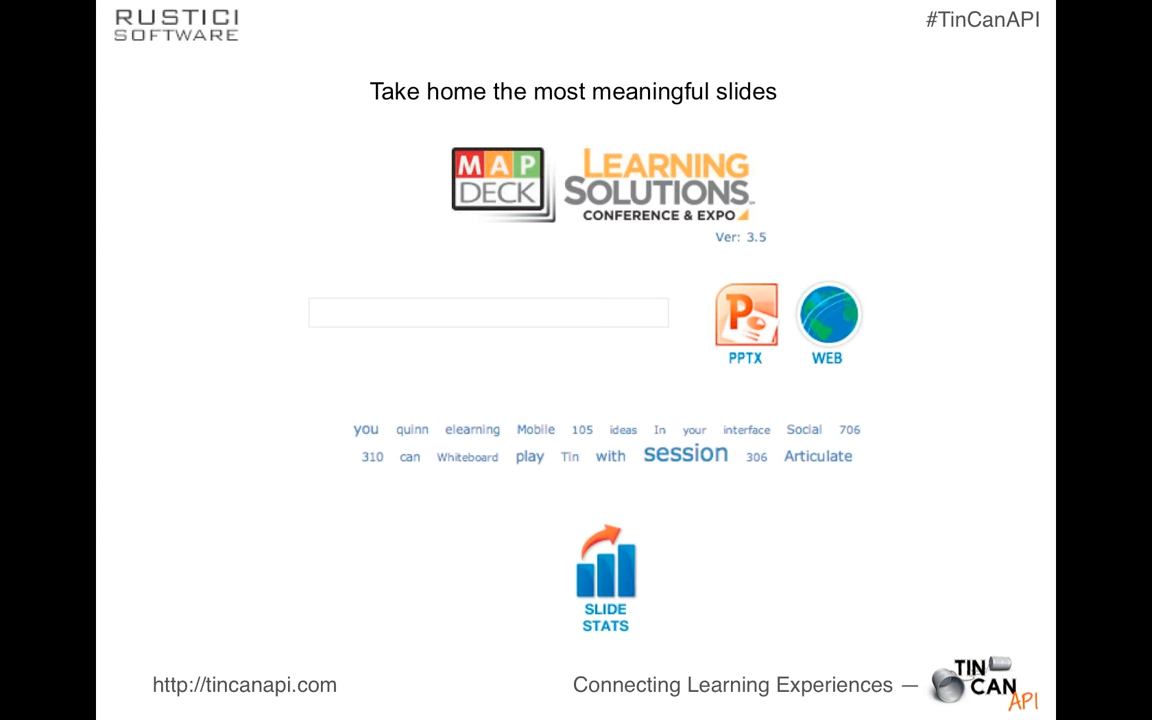 RUSTICI
SOFTWARE
#TinCanAPI
Take home the most meaningful slides
MAP
DECK
LEARNING
SOLUTIONS
CONFERENCE & EXPO
Ver: 3.5
P
PPTX
WEB
you quinn elearning Mobile 105 ideas In your interface Social 706
310 can Whiteboard play Tin with session 306 Articulate
SLIDE
STATS
http://tincanapi.com
Connecting Learning Experiences —
TIN
CAN
API